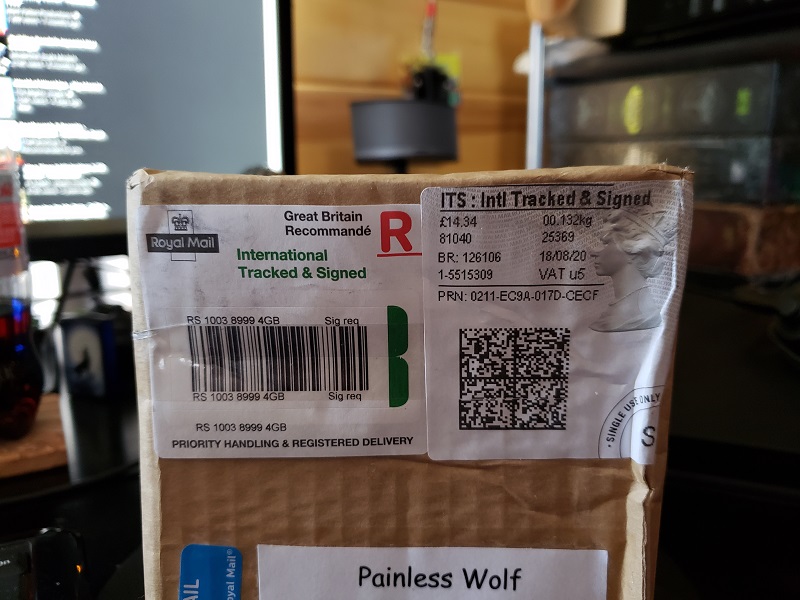 Royal Mail
Great Britain
Recommandé
R
International
Tracked & Signed
RS 1003 8999 4GB Sig req
RS 1003 8999 4GB Sig req
RS 1003 8999 4GB
PRIORITY HANDLING & REGISTERED DELIVERY
ITS : Intl Tracked & Signed
£14.34 00.132kg
81040 25369
BR: 126106 18/08/20
1-5515309 VAT u5
PRN: 0211-EC9A-017D-CECF
• SINGLE USE ONLY
S
AIL
oyal Mail®
Painless Wolf